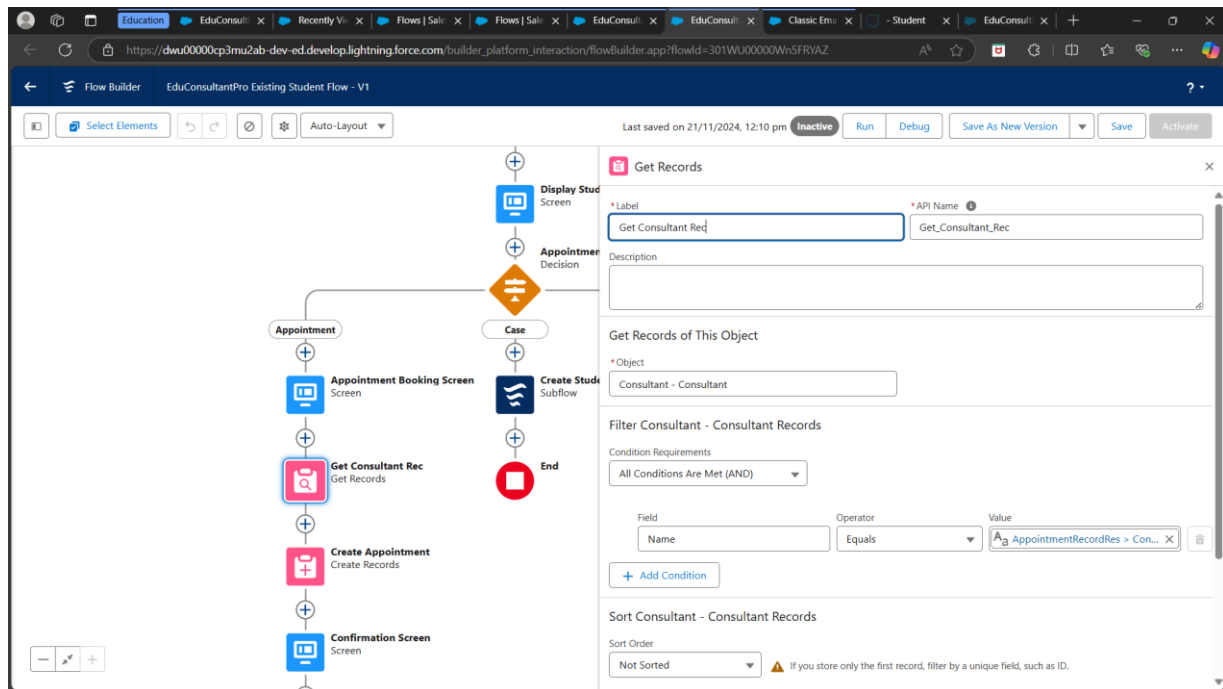 Education
EduConsult
Recently Vi
Flows | Sale
Flows | Sale
EduConsult
EduConsult
Classic Ema
- Student
EduConsult
https://dwu00000cp3mu2ab-dev-ed.develop.lightning.force.com/builder_platform_interaction/flowBuilder.app?flowId=301WU00000Wn5FRYAZ
Flow Builder
EduConsultantPro Existing Student Flow - V1
?
Select Elements
Auto-Layout
Last saved on 21/11/2024, 12:10 pm
Inactive
Run
Debug
Save As New Version
Save
Activate
Display Stud
Screen
Appointmen
Decision
Appointment
Case
Appointment Booking Screen
Screen
Create Stude
Subflow
Get Consultant Rec
Get Records
End
Create Appointment
Create Records
Confirmation Screen
Screen
Get Records
* Label
Get Consultant Rec
* API Name
Get_Consultant_Rec
Description
Get Records of This Object
* Object
Consultant - Consultant
Filter Consultant - Consultant Records
Condition Requirements
All Conditions Are Met (AND)
Field
Operator
Value
Name
Equals
Aa AppointmentRecordRes > Con...
+ Add Condition
Sort Consultant - Consultant Records
Sort Order
Not Sorted
If you store only the first record, filter by a unique field, such as ID.